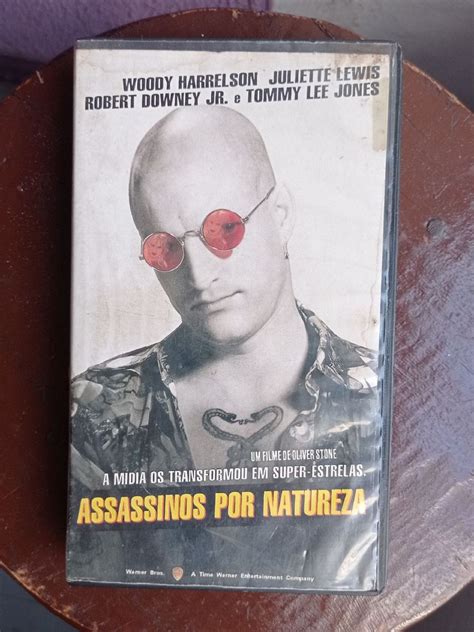 WOODY HARRELSON JULIETTE LEWIS
ROBERT DOWNEY JR. e TOMMY LEE JONES
UM FILME DE OLIVER STONE
A MIDIA OS TRANSFORMOU EM SUPER-ESTRELAS.
ASSASSINOS POR NATUREZA
Warner Bros. A Time Warner Entertainment Company